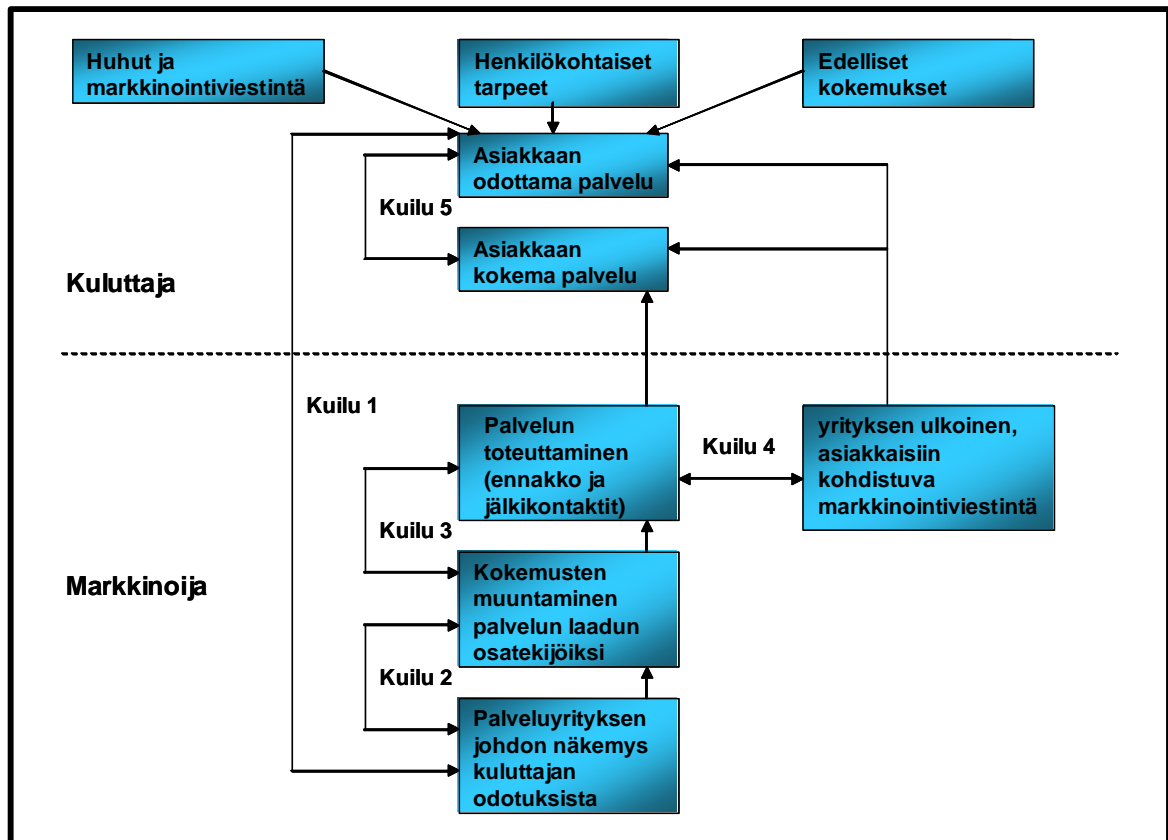 Huhut ja
markkinointiviestintä
Henkilökohtaiset
tarpeet
Edelliset
kokemukset
Asiakkaan
odottama palvelu
Kuilu 5
Asiakkaan
kokema palvelu
Kuluttaja
Kuilu 1
Palvelun
toteuttaminen
(ennakko ja
jälkikontaktit)
Kuilu 4
yrityksen ulkoinen,
asiakkaisiin
kohdistuva
markkinointiviestintä
Kuilu 3
Markkinoija
Kokemusten
muuntaminen
palvelun laadun
osatekijöiksi
Kuilu 2
Palveluyrityksen
johdon näkemys
kuluttajan
odotuksista